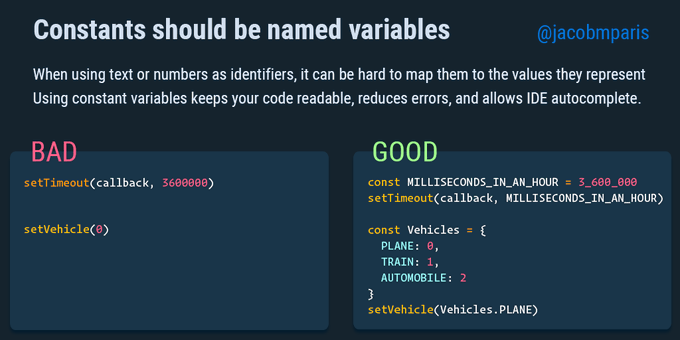 Constants should be named variables
@jacobmparis
When using text or numbers as identifiers, it can be hard to map them to the values they represent
Using constant variables keeps your code readable, reduces errors, and allows IDE autocomplete.
BAD
setTimeout(callback, 3600000)
setVehicle(0)
GOOD
const MILLISECONDS_IN_AN_HOUR = 3_600_000
setTimeout(callback, MILLISECONDS_IN_AN_HOUR)
const Vehicles = {
PLANE: 0,
TRAIN: 1,
AUTOMOBILE: 2
}
setVehicle(Vehicles.PLANE)